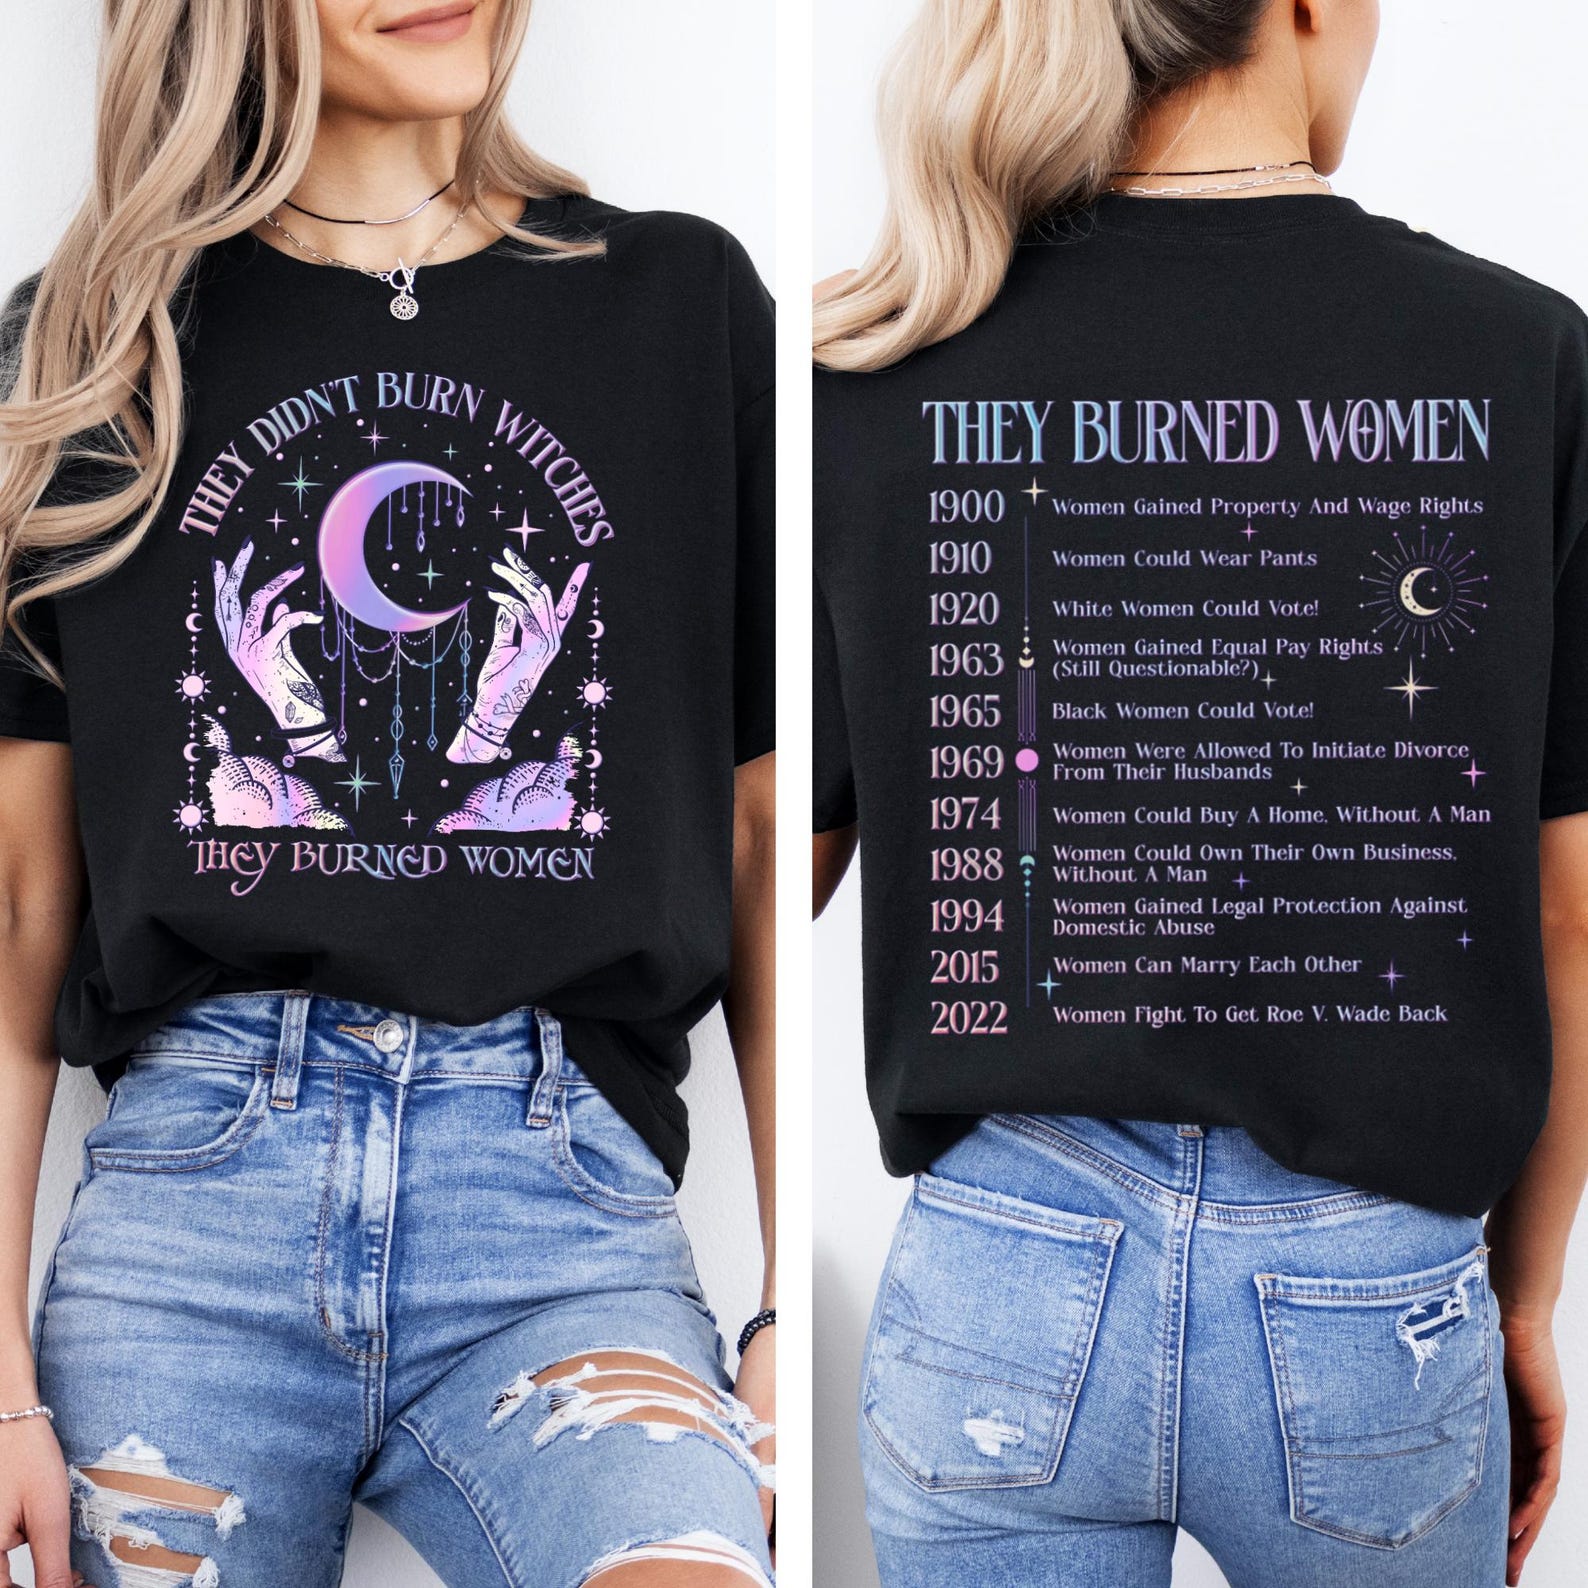 THEY DIDN'T BURN WITCHES
THEY BURNED WOMEN
THEY BURNED WOMEN
1900 Women Gained Property And Wage Rights
1910 Women Could Wear Pants
1920 White Women Could Vote!
1963 Women Gained Equal Pay Rights
(Still Questionable?)
1965 Black Women Could Vote!
1969 Women Were Allowed To Initiate Divorce
From Their Husbands
1974 Women Could Buy A Home, Without A Man
1988 Women Could Own Their Own Business,
Without A Man
1994 Women Gained Legal Protection Against
Domestic Abuse
2015 Women Can Marry Each Other
2022 Women Fight To Get Roe V. Wade Back